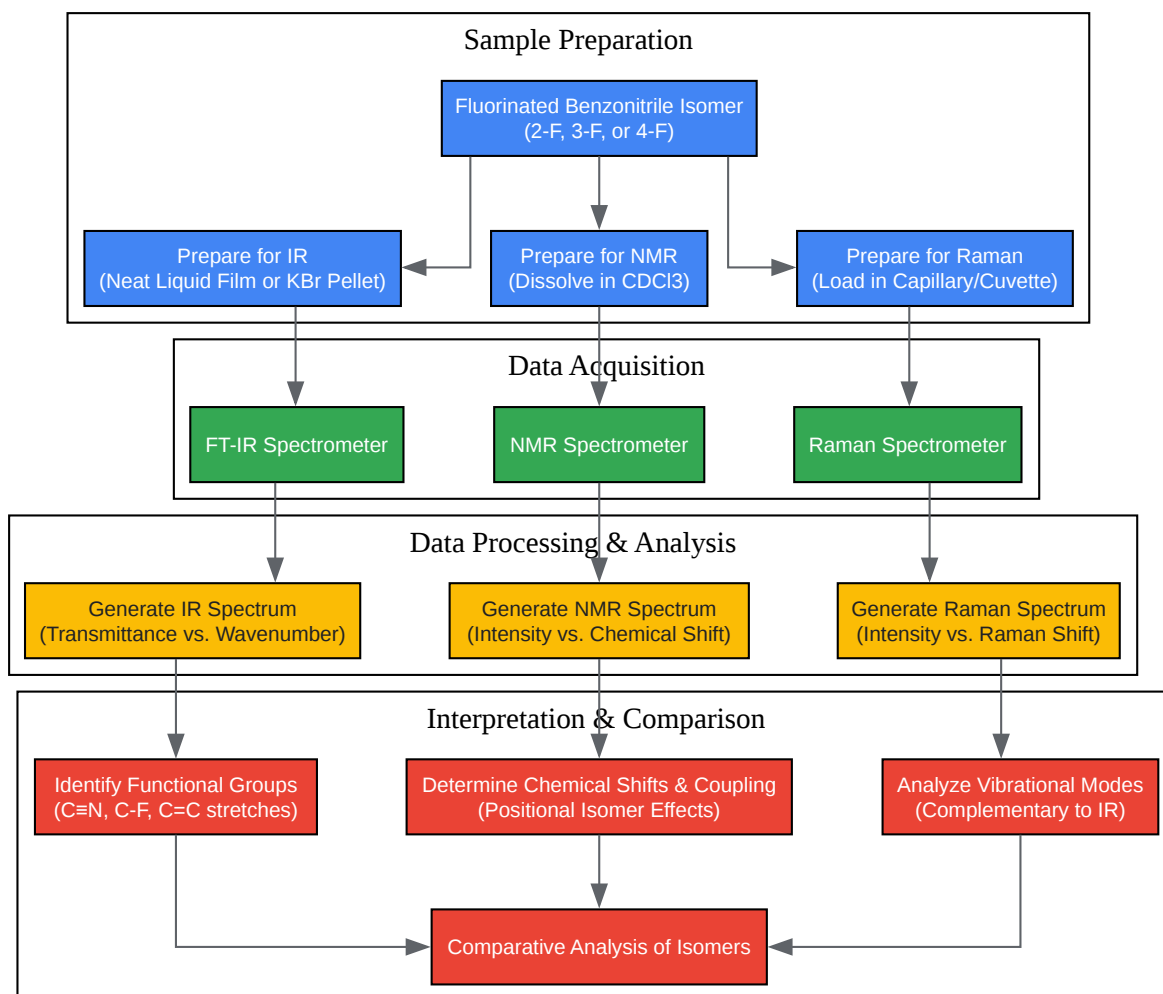 Sample Preparation
Fluorinated Benzonitrile Isomer
(2-F, 3-F, or 4-F)
Prepare for IR
(Neat Liquid Film or KBr Pellet)
Prepare for NMR
(Dissolve in CDCl3)
Prepare for Raman
(Load in Capillary/Cuvette)
Data Acquisition
FT-IR Spectrometer
NMR Spectrometer
Raman Spectrometer
Data Processing & Analysis
Generate IR Spectrum
(Transmittance vs. Wavenumber)
Generate NMR Spectrum
(Intensity vs. Chemical Shift)
Generate Raman Spectrum
(Intensity vs. Raman Shift)
Interpretation & Comparison
Identify Functional Groups
(C≡N, C-F, C=C stretches)
Determine Chemical Shifts & Coupling
(Positional Isomer Effects)
Analyze Vibrational Modes
(Complementary to IR)
Comparative Analysis of Isomers